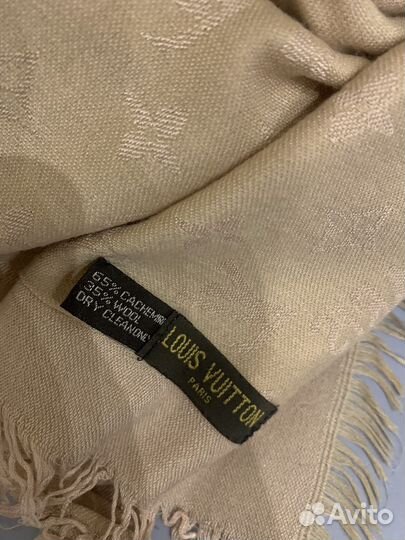 65% CACHEMIRE
35% WOOL
DRY CLEAN ONLY
LOUIS VUITTON
PARIS
Avito